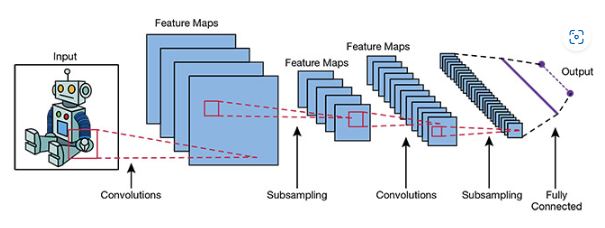 Feature Maps
Input
Feature Maps
Feature Maps
Output
Convolutions
Subsampling
Convolutions
Subsampling
Fully
Connected